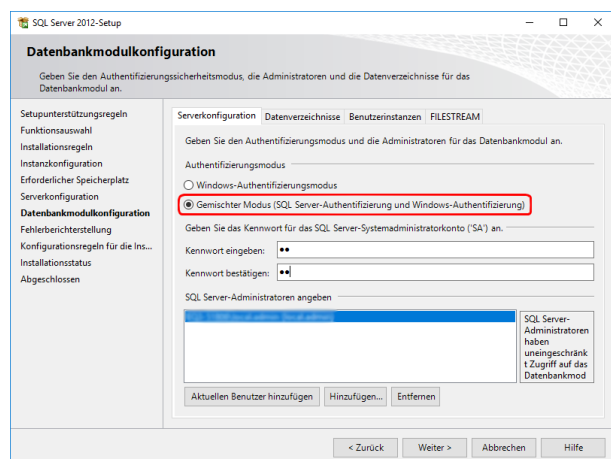 SQL Server 2012-Setup
Datenbankmodulkonfiguration
Geben Sie den Authentifizierungssicherheitsmodus, die Administratoren und die Datenverzeichnisse für das
Datenbankmodul an.
Setupunterstützungsregeln
Funktionsauswahl
Installationsregeln
Instanzkonfiguration
Erforderlicher Speicherplatz
Serverkonfiguration
Datenbankmodulkonfiguration
Fehlerberichterstellung
Konfigurationsregeln für die Ins...
Installationsstatus
Abgeschlossen
Serverkonfiguration Datenverzeichnisse Benutzerinstanzen FILESTREAM
Geben Sie den Authentifizierungsmodus und die Administratoren für das Datenbankmodul an.
Authentifizierungsmodus
Windows-Authentifizierungsmodus
Gemischter Modus (SQL Server-Authentifizierung und Windows-Authentifizierung)
Geben Sie das Kennwort für das SQL Server-Systemadministratorkonto ('SA') an.
Kennwort eingeben: ●●
Kennwort bestätigen: ●●
SQL Server-Administratoren angeben
SQL Server-
Administratoren
haben
uneingeschränk
t Zugriff auf das
Datenbankmod
Aktuellen Benutzer hinzufügen Hinzufügen... Entfernen
< Zurück Weiter > Abbrechen Hilfe